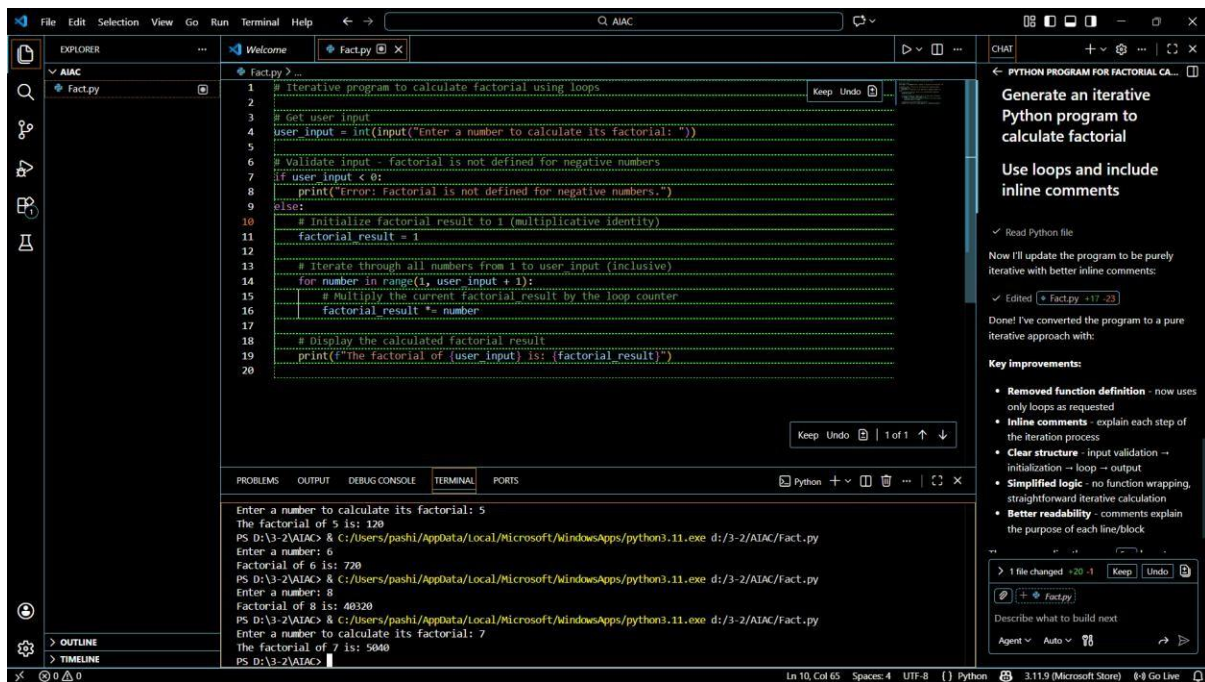 File Edit Selection View Go Run Terminal Help
AIAC
EXPLORER
AIAC
Fact.py
OUTLINE
TIMELINE
Welcome
Fact.py
Fact.py > ...
1 # Iterative program to calculate factorial using loops
2
3 # Get user input
4 user_input = int(input("Enter a number to calculate its factorial: "))
5
6 # Validate input - factorial is not defined for negative numbers
7 if user_input < 0:
8     print("Error: Factorial is not defined for negative numbers.")
9 else:
10     # Initialize factorial result to 1 (multiplicative identity)
11     factorial_result = 1
12
13     # Iterate through all numbers from 1 to user_input (inclusive)
14     for number in range(1, user_input + 1):
15         # Multiply the current factorial_result by the loop counter
16         factorial_result *= number
17
18     # Display the calculated factorial result
19     print(f"The factorial of {user_input} is: {factorial_result}")
20
Keep Undo
Keep Undo 1 of 1
PROBLEMS OUTPUT DEBUG CONSOLE TERMINAL PORTS
Python
Enter a number to calculate its factorial: 5
The factorial of 5 is: 120
PS D:\3-2\AIAC> & C:/Users/pashi/AppData/Local/Microsoft/WindowsApps/python3.11.exe d:/3-2/AIAC/Fact.py
Enter a number: 6
Factorial of 6 is: 720
PS D:\3-2\AIAC> & C:/Users/pashi/AppData/Local/Microsoft/WindowsApps/python3.11.exe d:/3-2/AIAC/Fact.py
Enter a number: 8
Factorial of 8 is: 40320
PS D:\3-2\AIAC> & C:/Users/pashi/AppData/Local/Microsoft/WindowsApps/python3.11.exe d:/3-2/AIAC/Fact.py
Enter a number to calculate its factorial: 7
The factorial of 7 is: 5040
PS D:\3-2\AIAC>
CHAT
PYTHON PROGRAM FOR FACTORIAL CA...
Generate an iterative
Python program to
calculate factorial
Use loops and include
inline comments
Read Python file
Now I'll update the program to be purely
iterative with better inline comments:
Edited Fact.py +17 -23
Done! I've converted the program to a pure
iterative approach with:
Key improvements:
• Removed function definition - now uses
only loops as requested
• Inline comments - explain each step of
the iteration process
• Clear structure - input validation →
initialization → loop → output
• Simplified logic - no function wrapping,
straightforward iterative calculation
• Better readability - comments explain
the purpose of each line/block
1 file changed +20 -1 Keep Undo
+ Fact.py
Describe what to build next
Agent Auto
0 0
1
Ln 10, Col 65 Spaces: 4 UTF-8 {} Python 3.11.9 (Microsoft Store) Go Live